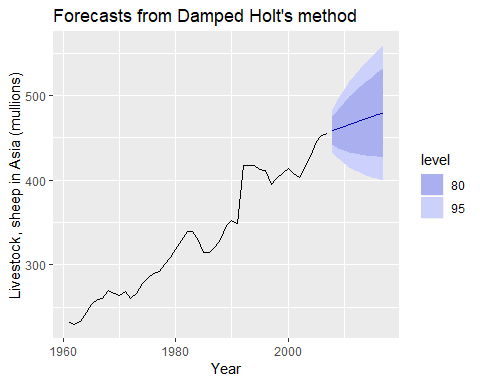 Forecasts from Damped Holt's method
Livestock, sheep in Asia (mullions)
500
400
300
1960
1980
2000
Year
level
80
95